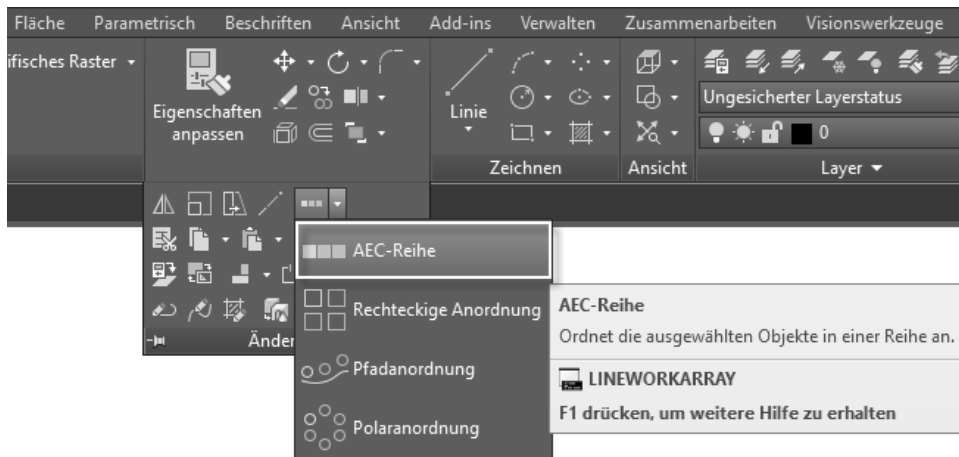 Fläche Parametrisch Beschriften Ansicht Add-ins Verwalten Zusammenarbeiten Visionswerkzeuge
ifisches Raster
Eigenschaften
anpassen
Linie
Ungesicherter Layerstatus
0
Zeichnen Ansicht Layer
AEC-Reihe
Rechteckige Anordnung
Änder
Pfadanordnung
Polaranordnung
AEC-Reihe
Ordnet die ausgewählten Objekte in einer Reihe an.
LINEWORKARRAY
F1 drücken, um weitere Hilfe zu erhalten